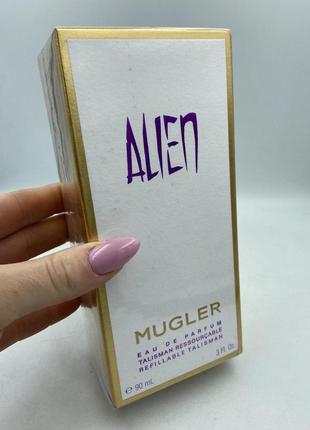 ALIEN
MUGLER
EAU DE PARFUM
TALISMAN RESSOURÇABLE
REFILLABLE TALISMAN
℮ 90 mL 3 Fl. Oz.